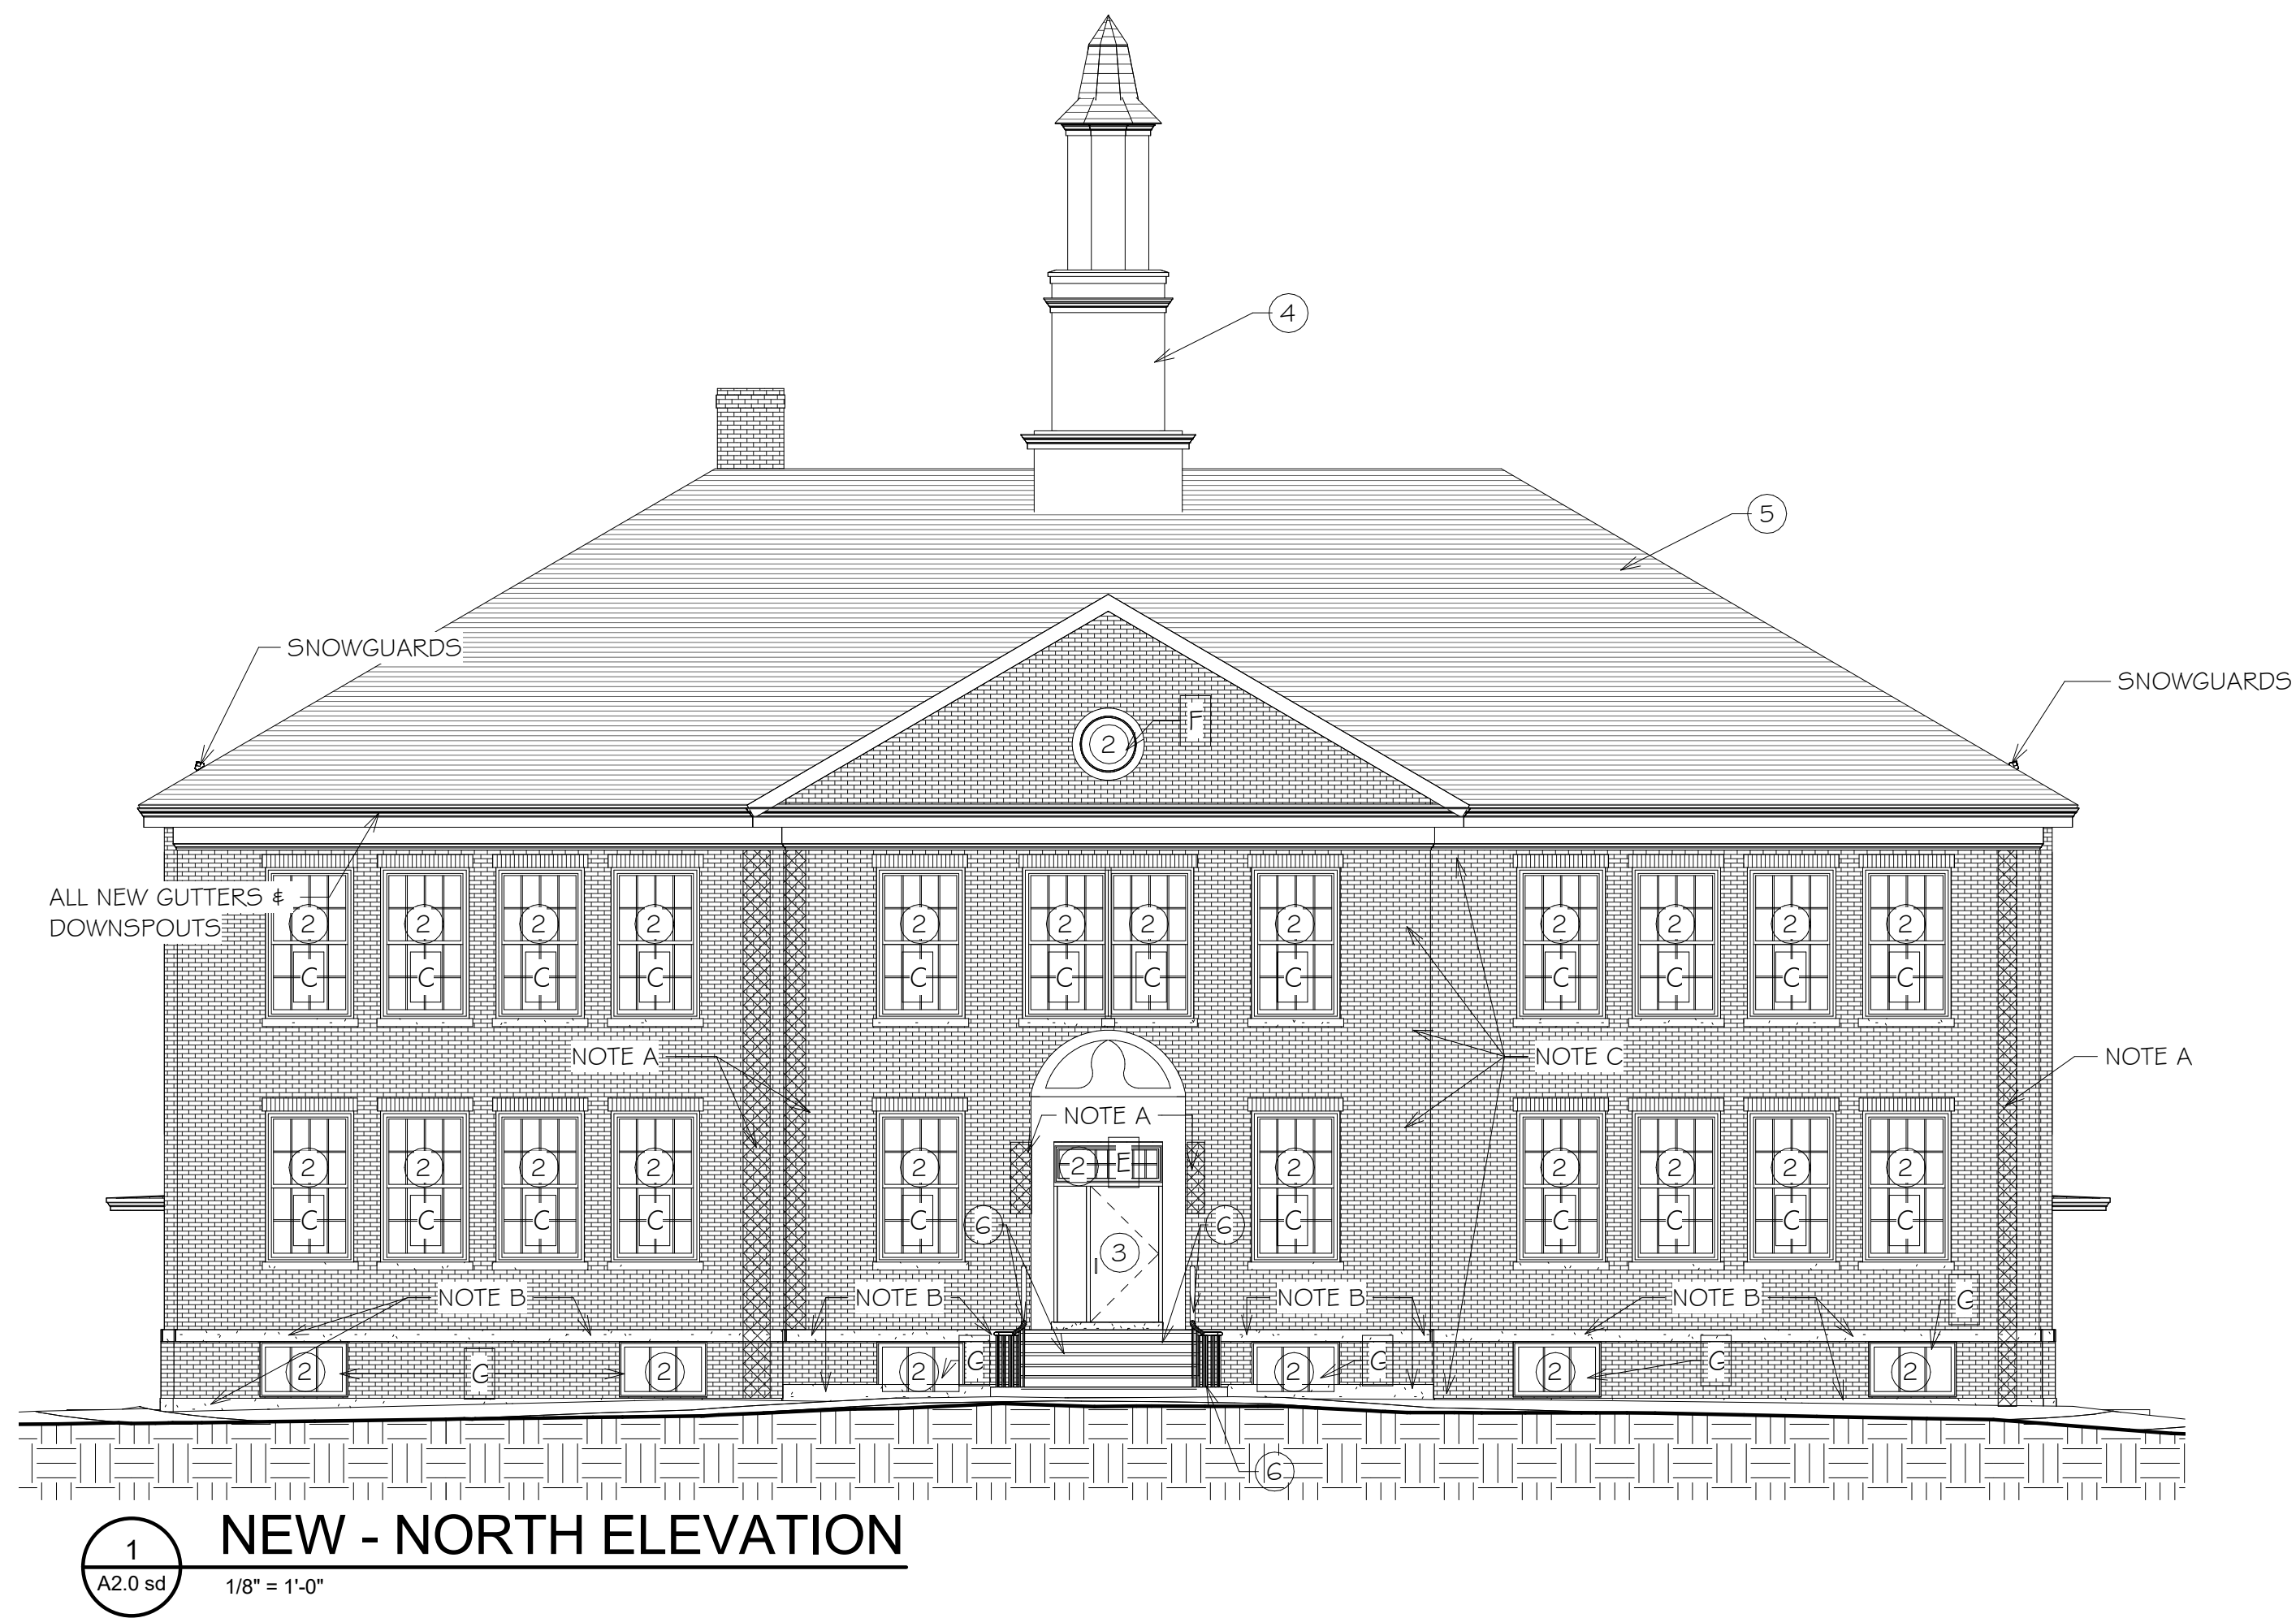 4
5
SNOWGUARDS
SNOWGUARDS
F
2
ALL NEW GUTTERS &
DOWNSPOUTS
2 2 2 2 2 2 2 2 2 2 2 2
C C C C C C C C C C C C
NOTE A NOTE C NOTE A
NOTE A
2 2 2 2 2 2 E 2 2 2 2 2
C C C C C C C C C C
6 6
3
NOTE B NOTE B NOTE B NOTE B G
2 G 2 2 G 2 G 2 G 2
6
1
A2.0 sd
NEW - NORTH ELEVATION
1/8" = 1'-0"